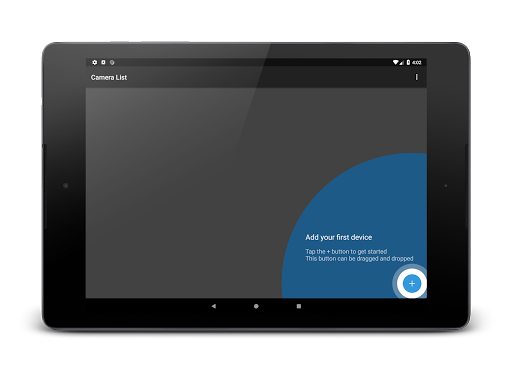 4:02
Camera List
Add your first device
Tap the + button to get started
This button can be dragged and dropped
+